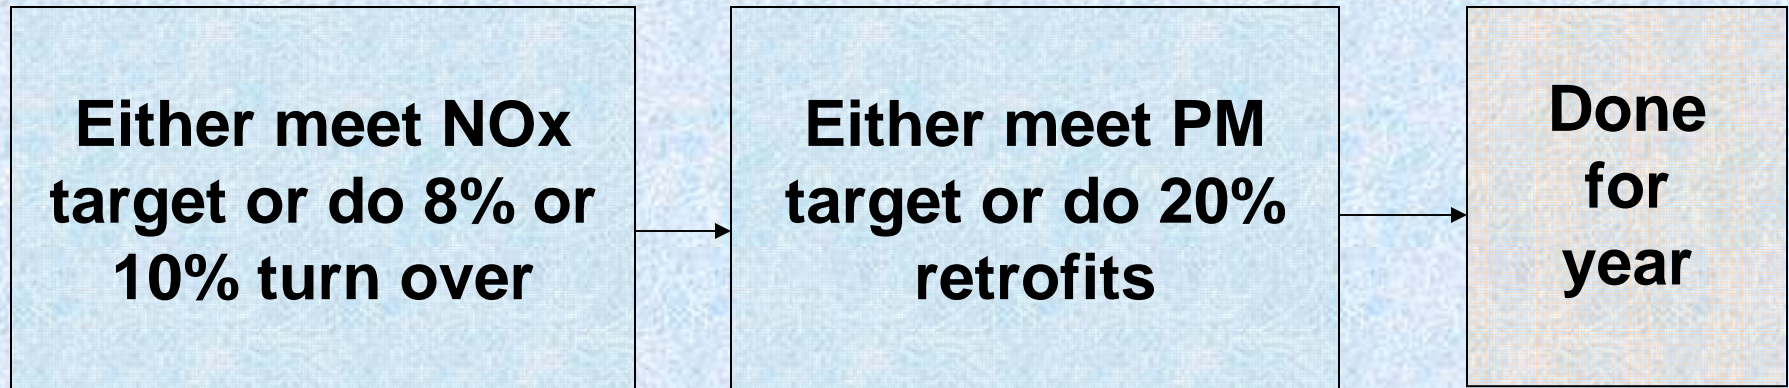 Either meet NOx
target or do 8% or
10% turn over
Either meet PM
target or do 20%
retrofits
Done
for
year